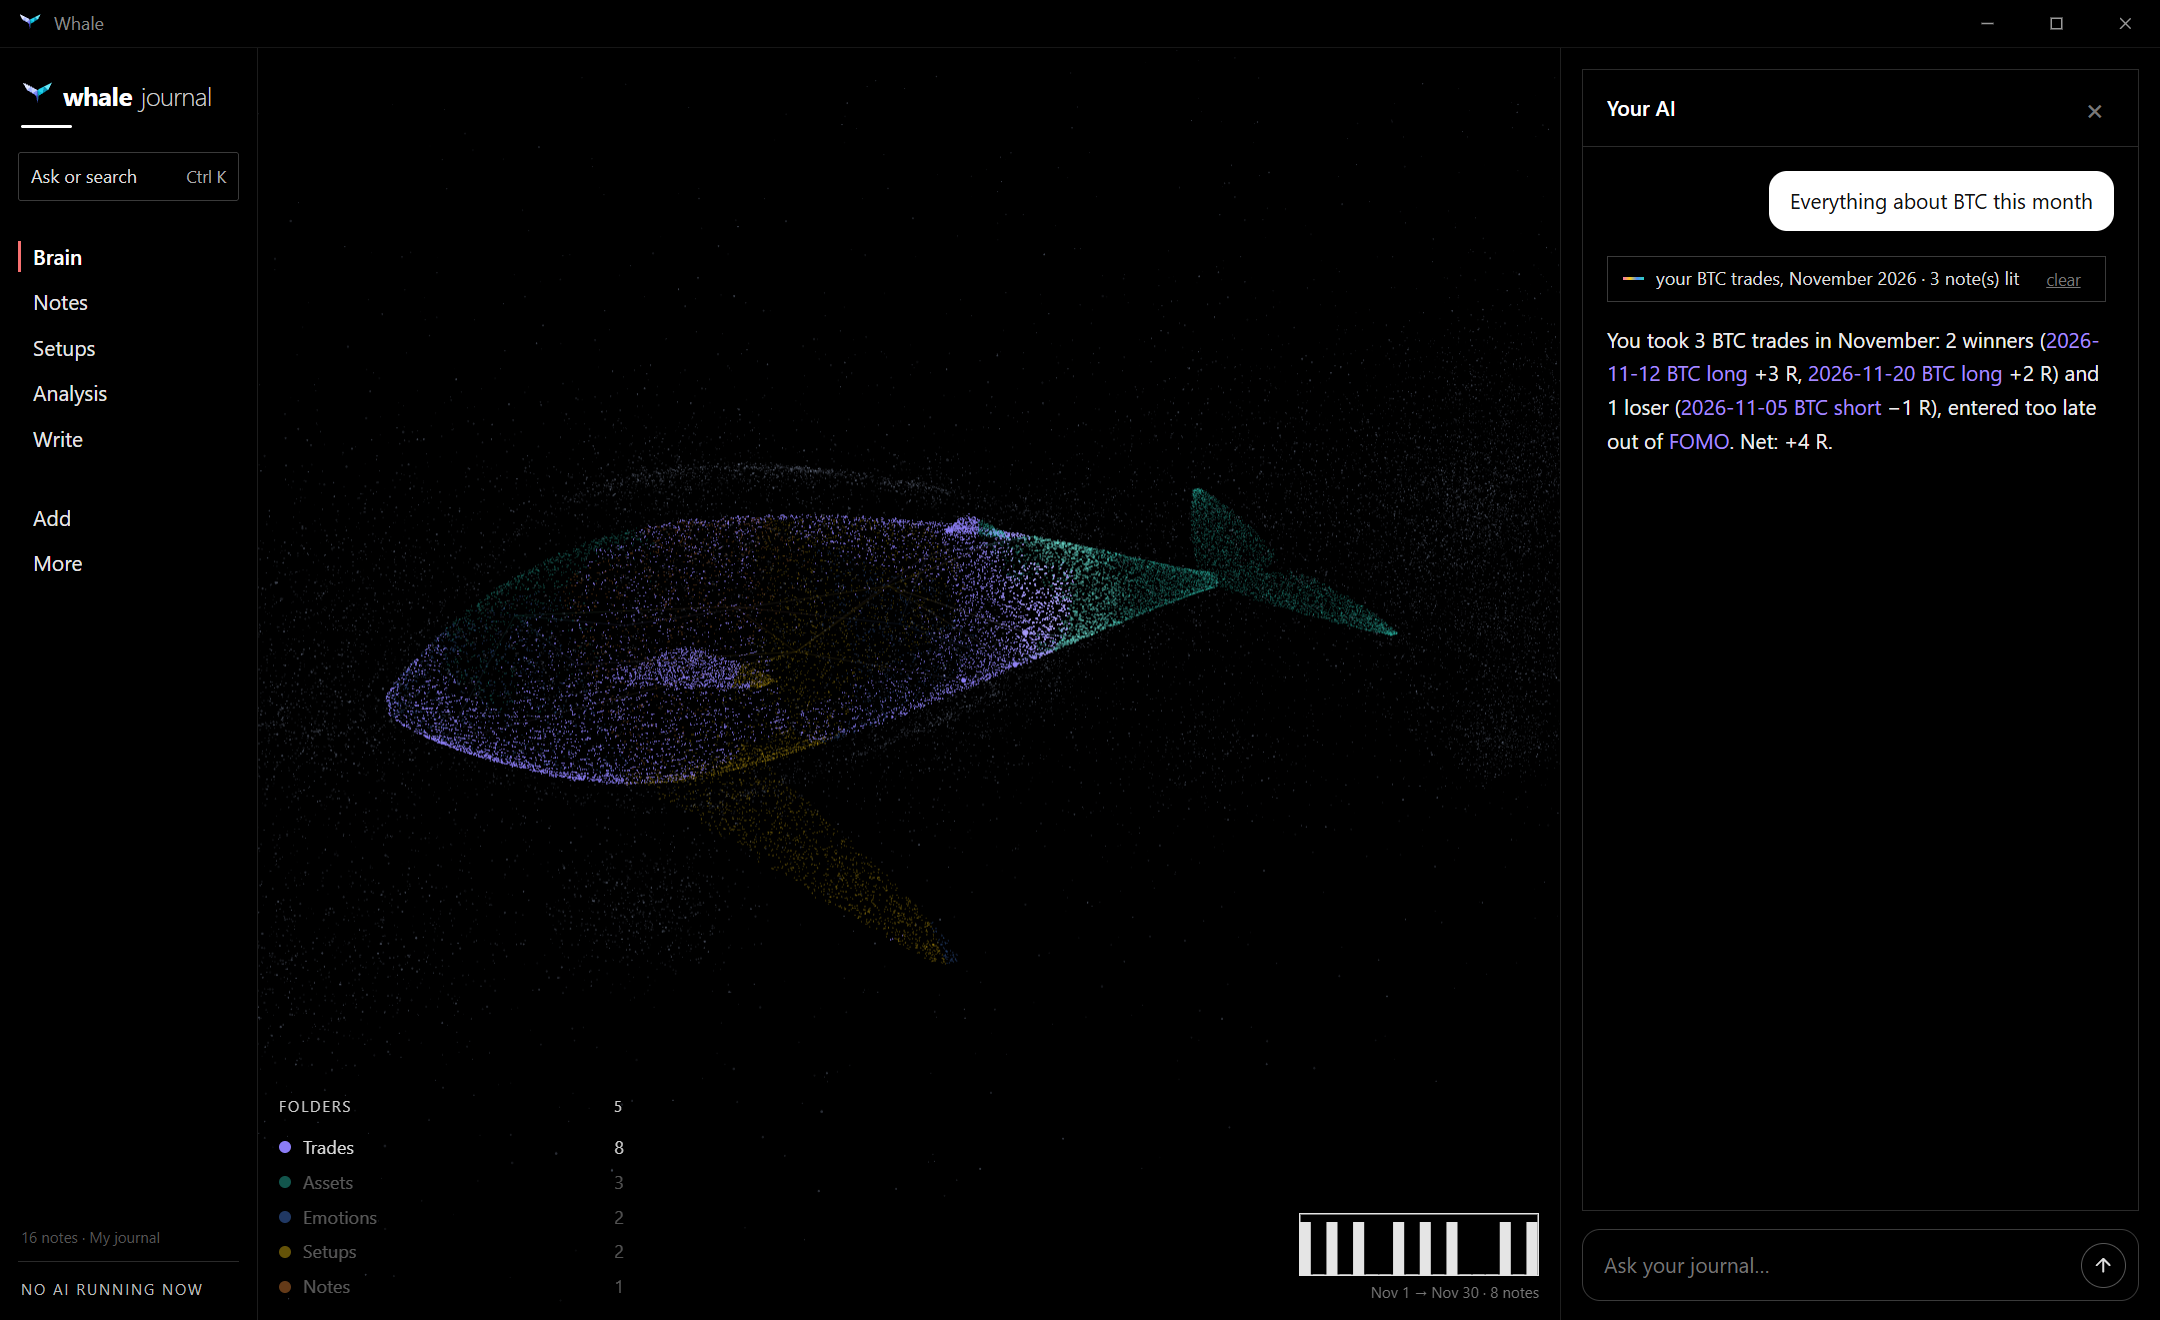 Whale
whale journal
Ask or search Ctrl K
Brain
Notes
Setups
Analysis
Write
Add
More
16 notes · My journal
NO AI RUNNING NOW
FOLDERS 5
Trades 8
Assets 3
Emotions 2
Setups 2
Notes 1
Nov 1 → Nov 30 · 8 notes
Your AI
Everything about BTC this month
your BTC trades, November 2026 · 3 note(s) lit clear
You took 3 BTC trades in November: 2 winners (2026-
11-12 BTC long +3 R, 2026-11-20 BTC long +2 R) and
1 loser (2026-11-05 BTC short −1 R), entered too late
out of FOMO. Net: +4 R.
Ask your journal...